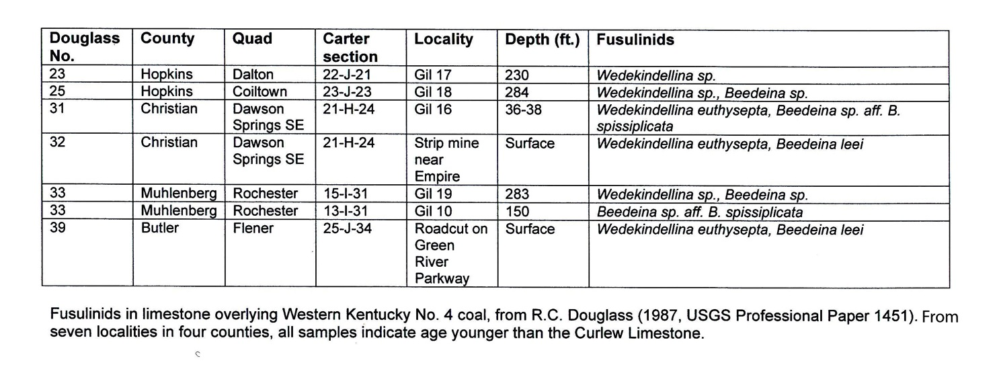 Douglass No. County Quad Carter section Locality Depth (ft.) Fusulinids
23 Hopkins Dalton 22-J-21 Gil 17 230 Wedekindellina sp.
25 Hopkins Coiltown 23-J-23 Gil 18 284 Wedekindellina sp., Beedeina sp.
31 Christian Dawson Springs SE 21-H-24 Gil 16 36-38 Wedekindellina euthysepta, Beedeina sp. aff. B. spissiplicata
32 Christian Dawson Springs SE 21-H-24 Strip mine near Empire Surface Wedekindellina euthysepta, Beedeina leei
33 Muhlenberg Rochester 15-I-31 Gil 19 283 Wedekindellina sp., Beedeina sp.
33 Muhlenberg Rochester 13-I-31 Gil 10 150 Beedeina sp. aff. B. spissiplicata
39 Butler Flener 25-J-34 Roadcut on Green River Parkway Surface Wedekindellina euthysepta, Beedeina leei
Fusulinids in limestone overlying Western Kentucky No. 4 coal, from R.C. Douglass (1987, USGS Professional Paper 1451). From
seven localities in four counties, all samples indicate age younger than the Curlew Limestone.